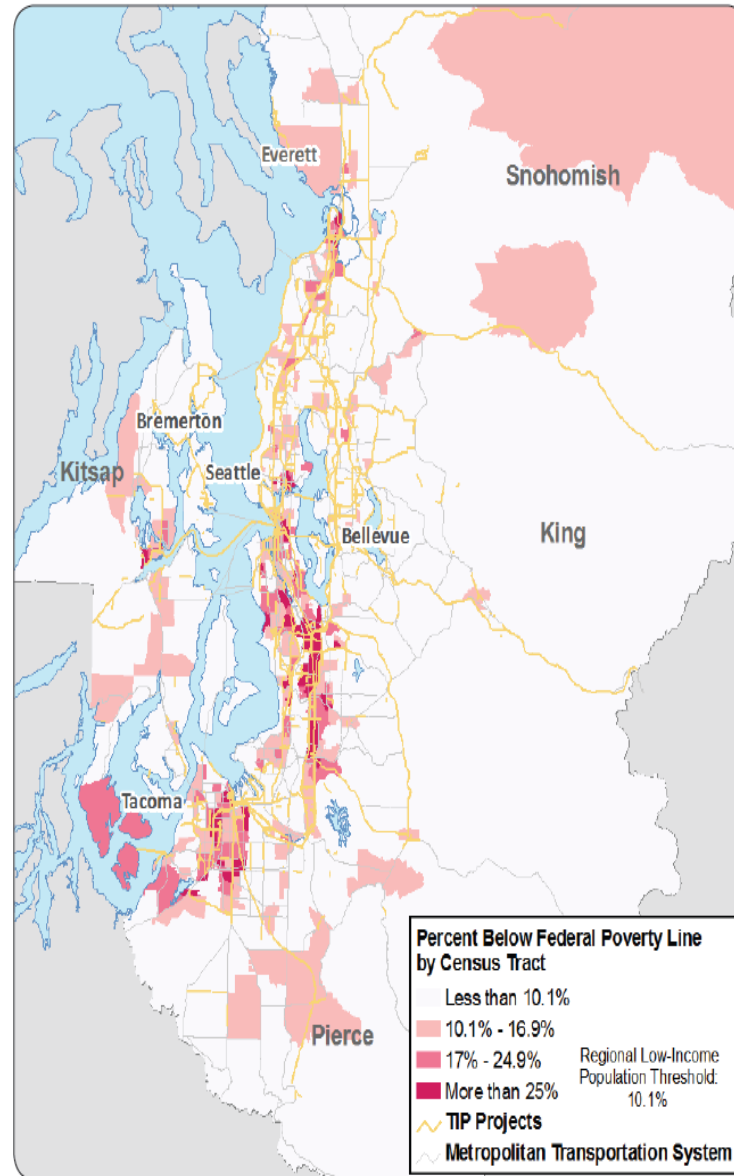 Everett
Snohomish
Bremerton
Kitsap
Seattle
Bellevue
King
Tacoma
Pierce
Percent Below Federal Poverty Line
by Census Tract
Less than 10.1%
10.1% - 16.9%
17% - 24.9%
More than 25%
Regional Low-Income
Population Threshold:
10.1%
TIP Projects
Metropolitan Transportation System